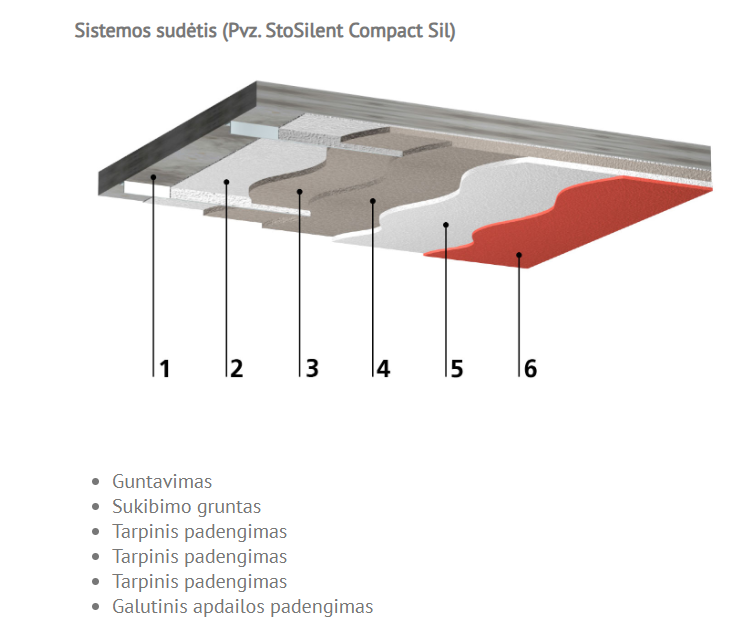 Sistemos sudėtis (Pvz. StoSilent Compact Sil)
1 2 3 4 5 6
Guntavimas
Sukibimo gruntas
Tarpinis padengimas
Tarpinis padengimas
Tarpinis padengimas
Galutinis apdailos padengimas